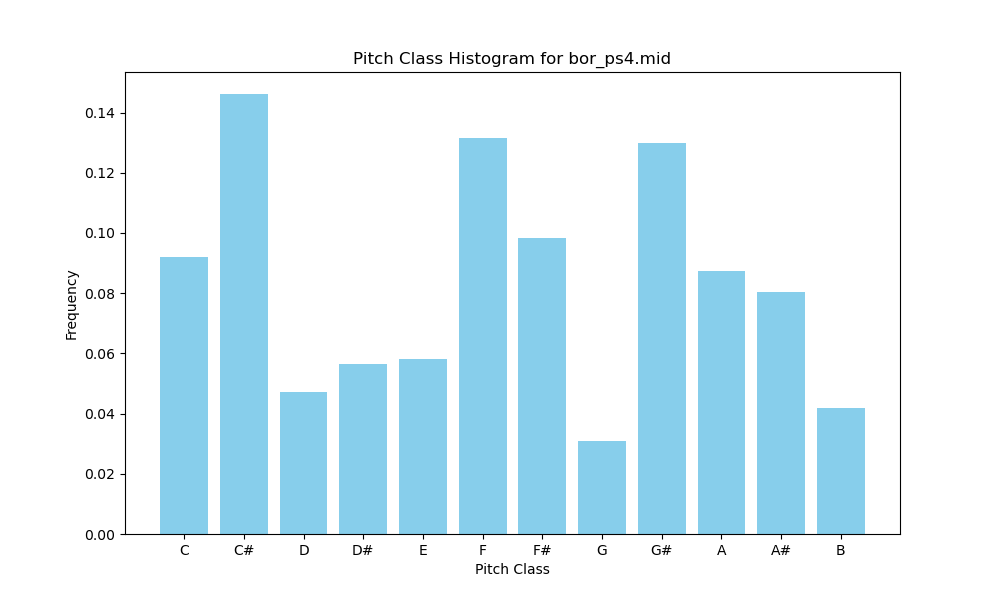 Pitch Class Histogram for bor_ps4.mid
0.14
0.12
0.10
0.08
0.06
0.04
0.02
0.00
Frequency
C C# D D# E F F# G G# A A# B
Pitch Class